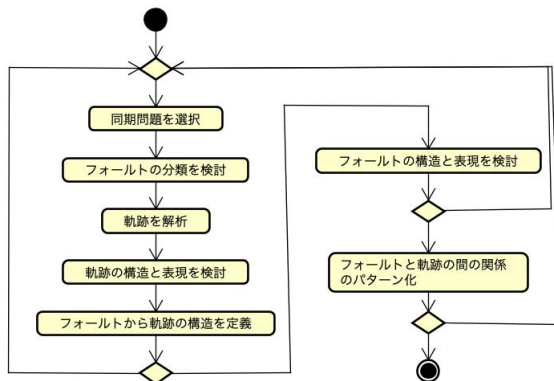 同期問題を選択
フォールトの分類を検討
軌跡を解析
軌跡の構造と表現を検討
フォールトから軌跡の構造を定義
フォールトの構造と表現を検討
フォールトと軌跡の間の関係
のパターン化